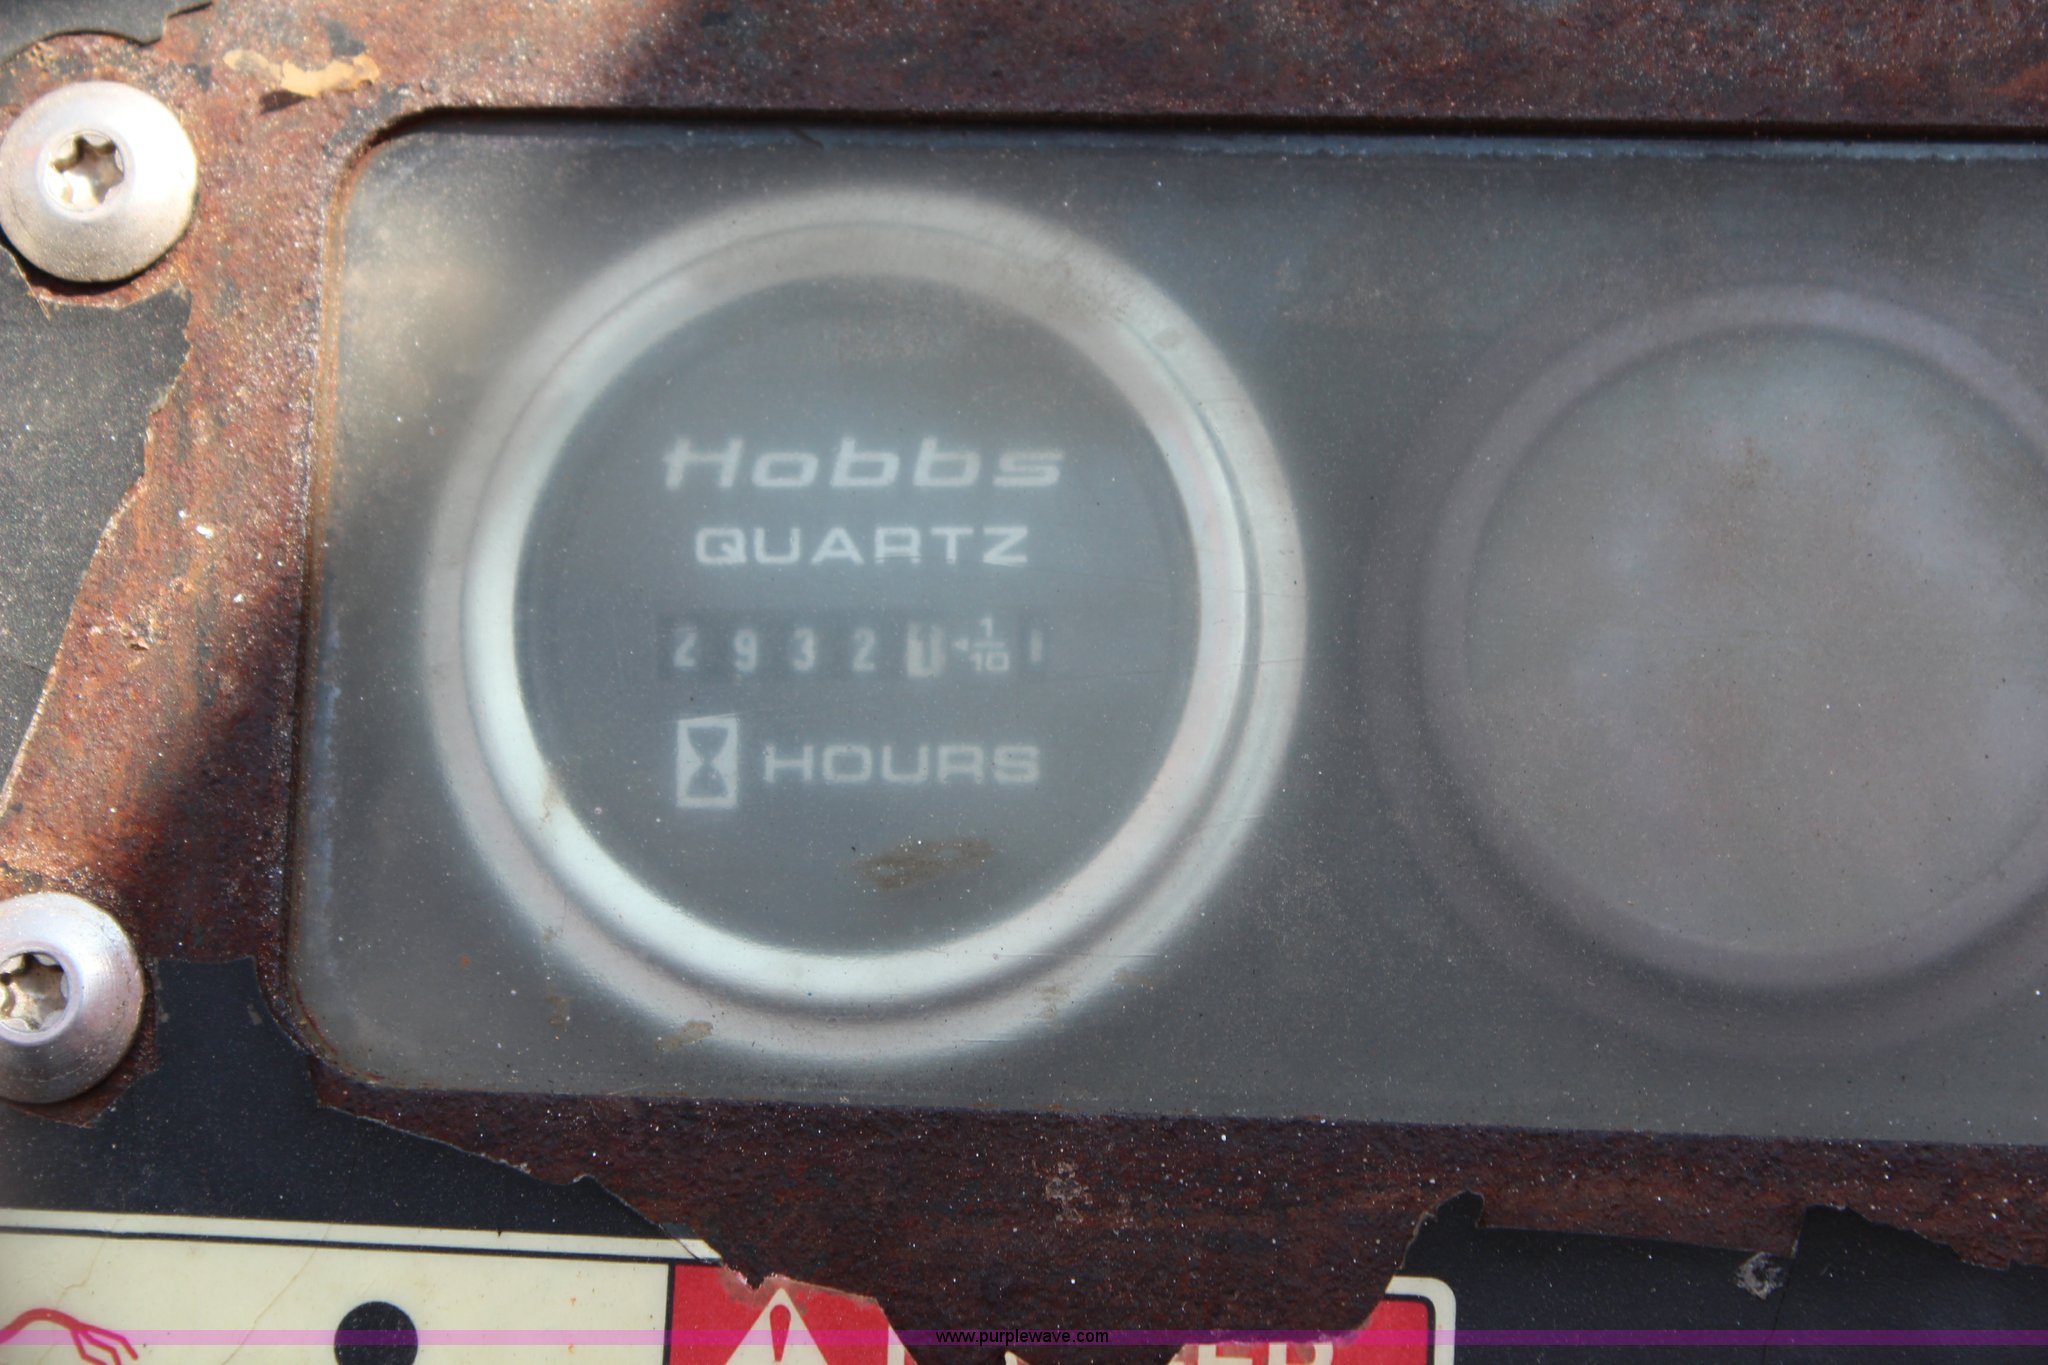 Hobbs
QUARTZ
2932 1/10
HOURS
www.purplewave.com